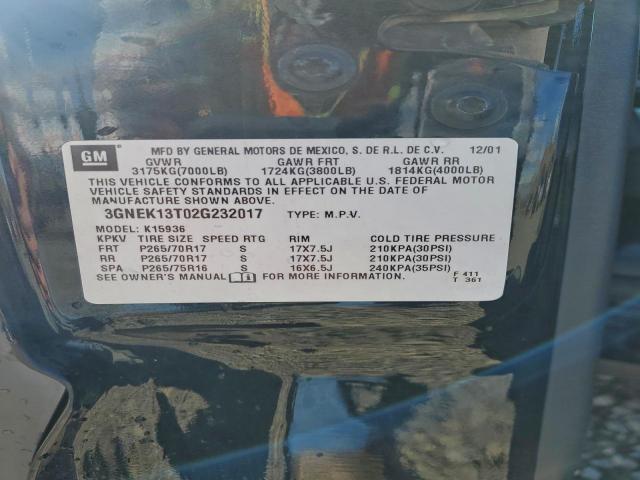 GM MFD BY GENERAL MOTORS DE MEXICO, S. DE R.L. DE C.V. 12/01
GVWR GAWR FRT GAWR RR
3175KG(7000LB) 1724KG(3800LB) 1814KG(4000LB)
THIS VEHICLE CONFORMS TO ALL APPLICABLE U.S. FEDERAL MOTOR
VEHICLE SAFETY STANDARDS IN EFFECT ON THE DATE OF
MANUFACTURE SHOWN ABOVE.
3GNEK13T02G232017 TYPE: M.P.V.
MODEL: K15936
KPKV TIRE SIZE SPEED RTG RIM COLD TIRE PRESSURE
FRT P265/70R17 S 17X7.5J 210KPA(30PSI)
RR P265/70R17 S 17X7.5J 210KPA(30PSI)
SPA P265/75R16 S 16X6.5J 240KPA(35PSI)
SEE OWNER'S MANUAL FOR MORE INFORMATION.
F 411
T 361